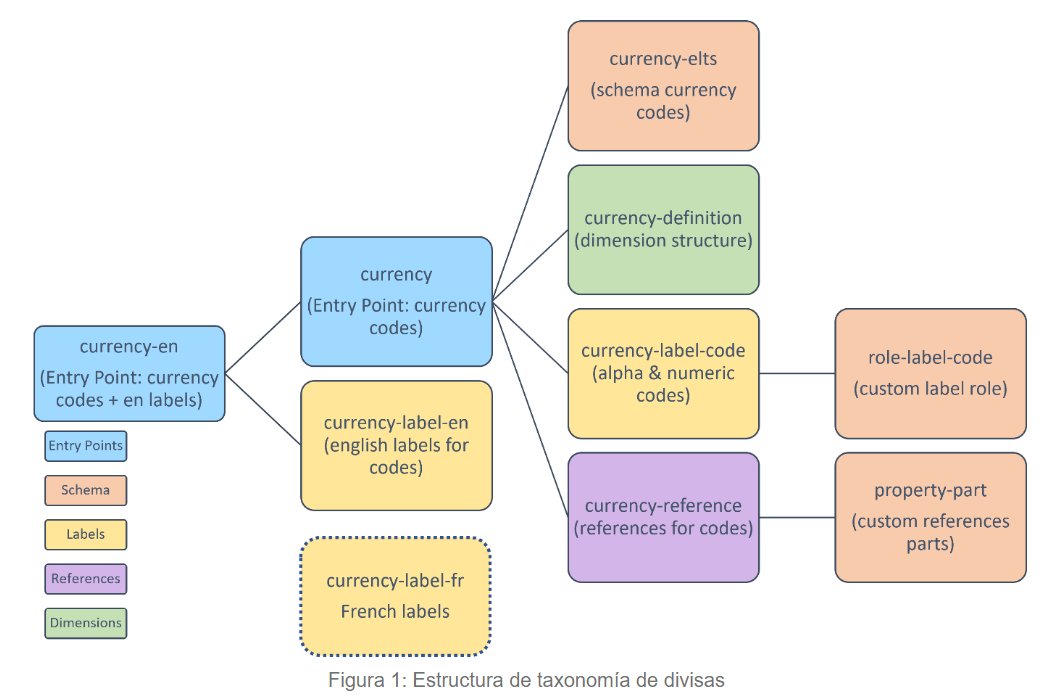 currency-en
(Entry Point: currency
codes + en labels)
Entry Points
Schema
Labels
References
Dimensions
currency
(Entry Point: currency
codes)
currency-label-en
(english labels for
codes)
currency-label-fr
French labels
currency-elts
(schema currency
codes)
currency-definition
(dimension structure)
currency-label-code
(alpha & numeric
codes)
currency-reference
(references for codes)
role-label-code
(custom label role)
property-part
(custom references
parts)
Figura 1: Estructura de taxonomía de divisas